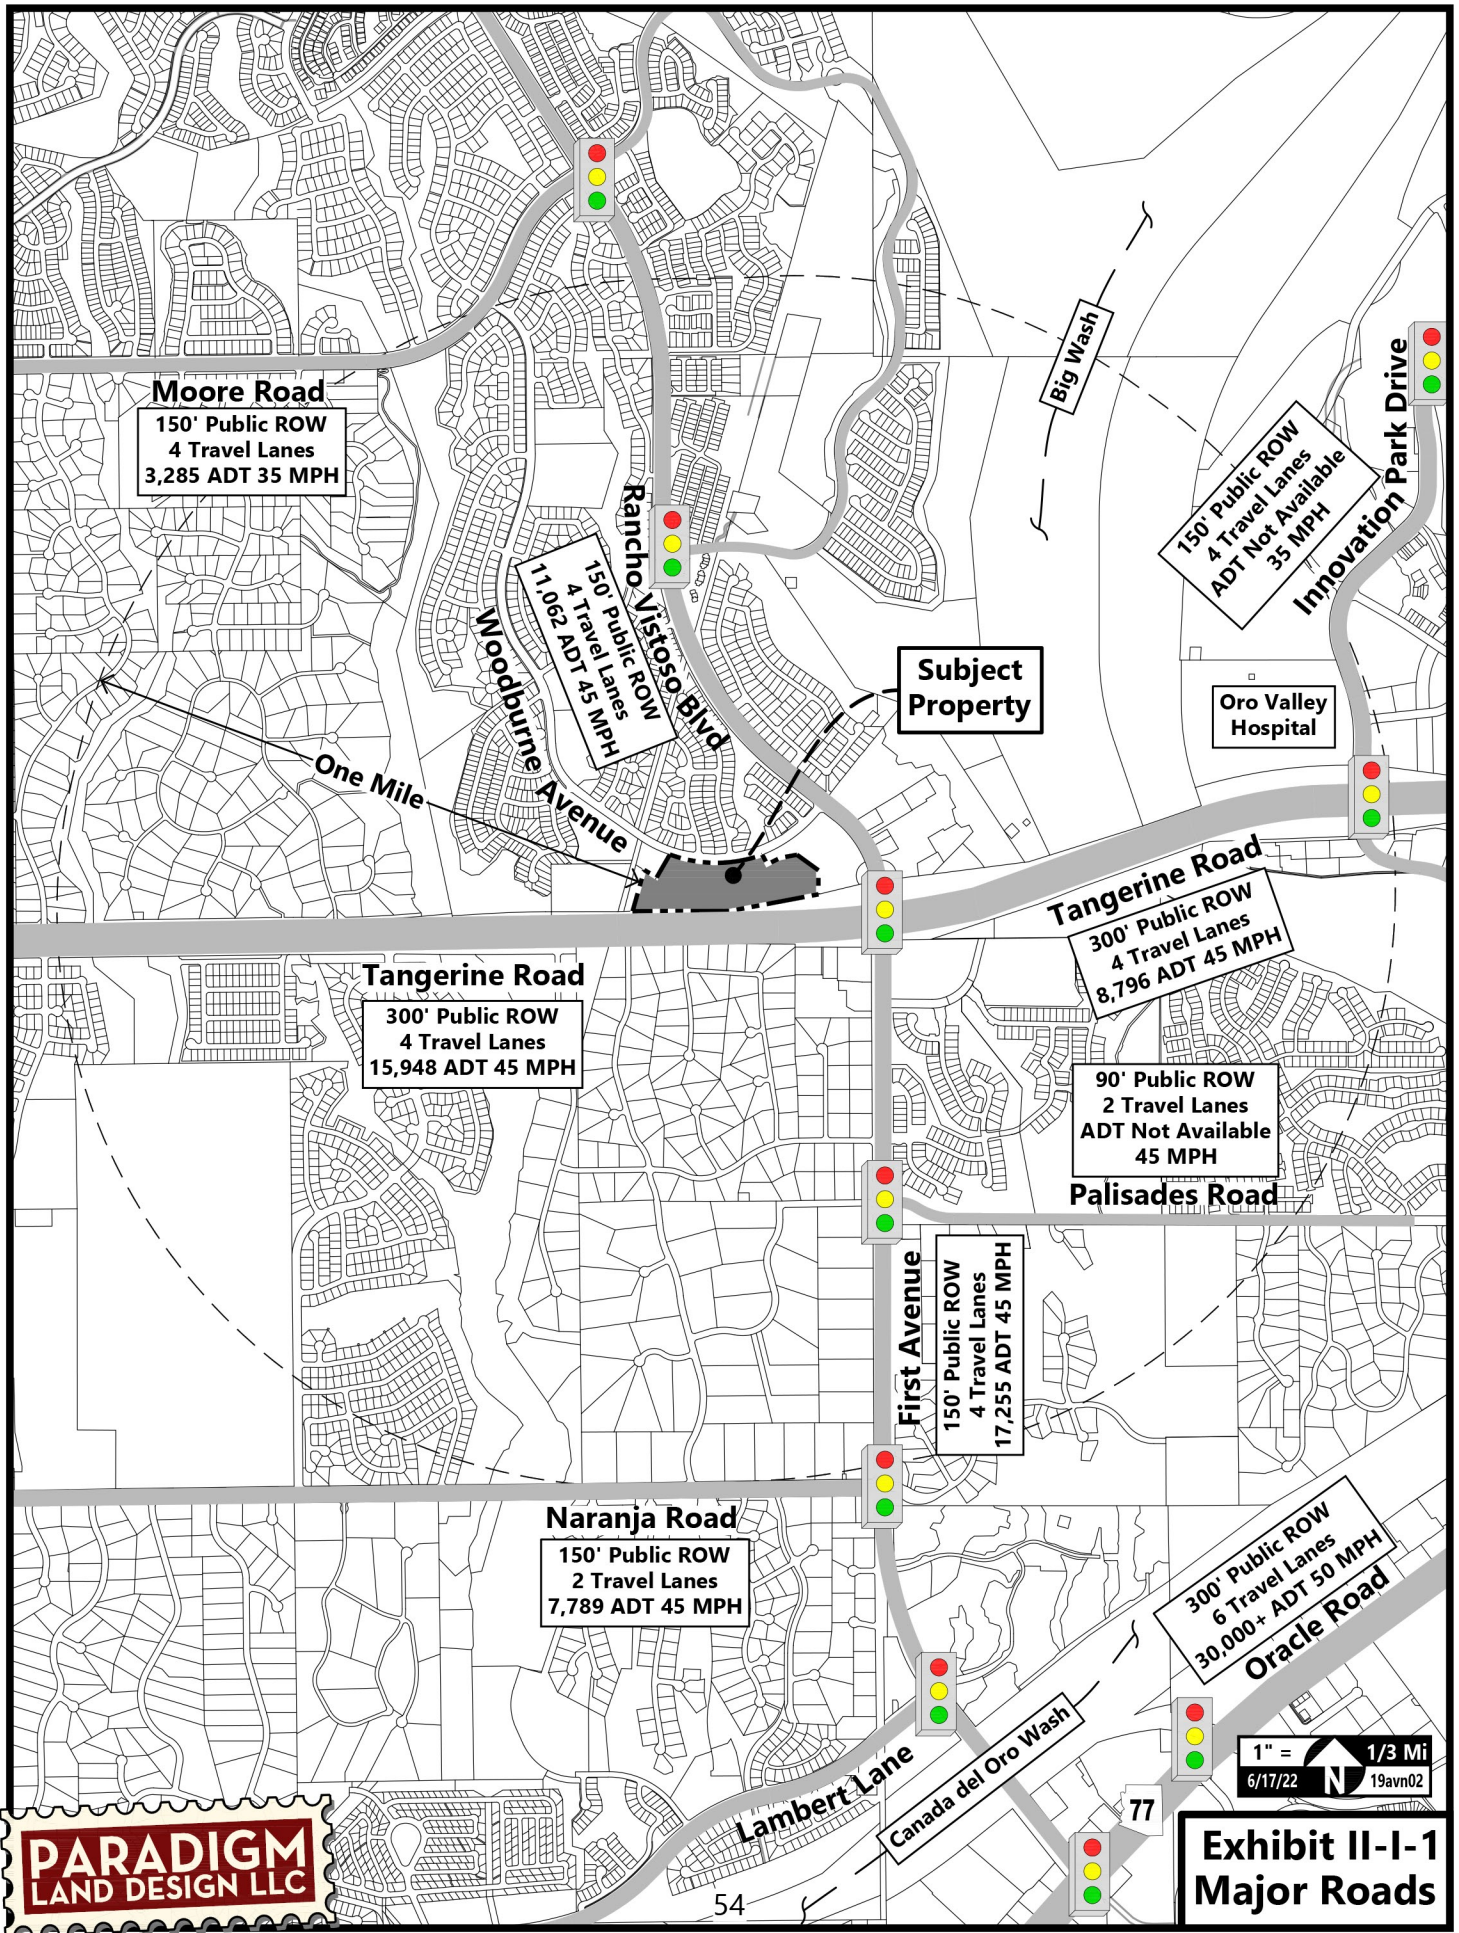 Moore Road
150' Public ROW
4 Travel Lanes
3,285 ADT 35 MPH
Big Wash
150' Public ROW
4 Travel Lanes
ADT Not Available
35 MPH
Innovation Park Drive
Rancho Vistoso Blvd
150' Public ROW
4 Travel Lanes
11,062 ADT 45 MPH
Woodburne Avenue
Subject
Property
Oro Valley
Hospital
One Mile
Tangerine Road
300' Public ROW
4 Travel Lanes
8,796 ADT 45 MPH
Tangerine Road
300' Public ROW
4 Travel Lanes
15,948 ADT 45 MPH
90' Public ROW
2 Travel Lanes
ADT Not Available
45 MPH
Palisades Road
First Avenue
150' Public ROW
4 Travel Lanes
17,255 ADT 45 MPH
Naranja Road
150' Public ROW
2 Travel Lanes
7,789 ADT 45 MPH
300' Public ROW
6 Travel Lanes
30,000+ ADT 50 MPH
Oracle Road
Lambert Lane
Canada del Oro Wash
77
1" = 1/3 Mi
6/17/22 N 19avn02
PARADIGM
LAND DESIGN LLC
54
Exhibit II-I-1
Major Roads